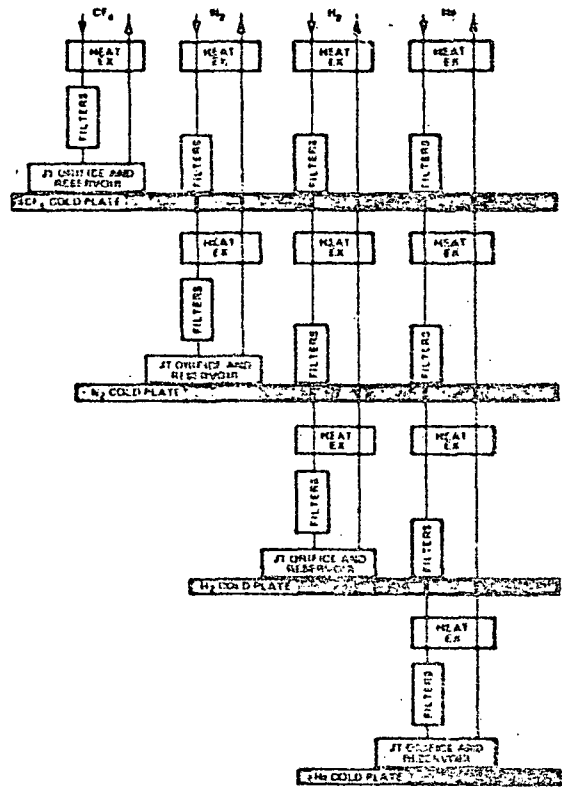 CF4 N2 H2 He
HEAT EX HEAT EX HEAT EX HEAT EX
FILTERS
FILTERS FILTERS FILTERS
JT ORIFICE AND RESERVOIR
CF4 COLD PLATE
HEAT EX HEAT EX HEAT EX
FILTERS
FILTERS FILTERS
JT ORIFICE AND RESERVOIR
N2 COLD PLATE
HEAT EX HEAT EX
FILTERS
FILTERS
JT ORIFICE AND RESERVOIR
H2 COLD PLATE
HEAT EX
FILTERS
JT ORIFICE AND RESERVOIR
He COLD PLATE